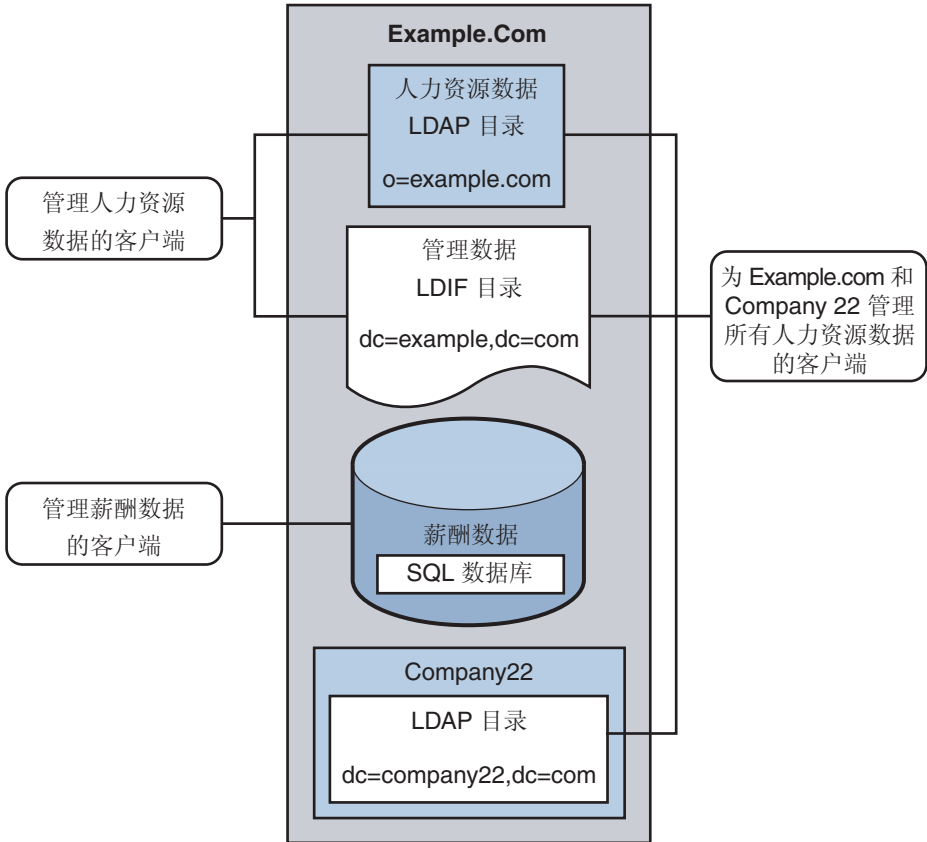 Example.Com
人力资源数据
LDAP 目录
o=example.com
管理人力资源
数据的客户端
管理数据
LDIF 目录
dc=example,dc=com
为 Example.com 和
Company 22 管理
所有人力资源数据
的客户端
管理薪酬数据
的客户端
薪酬数据
SQL 数据库
Company22
LDAP 目录
dc=company22,dc=com